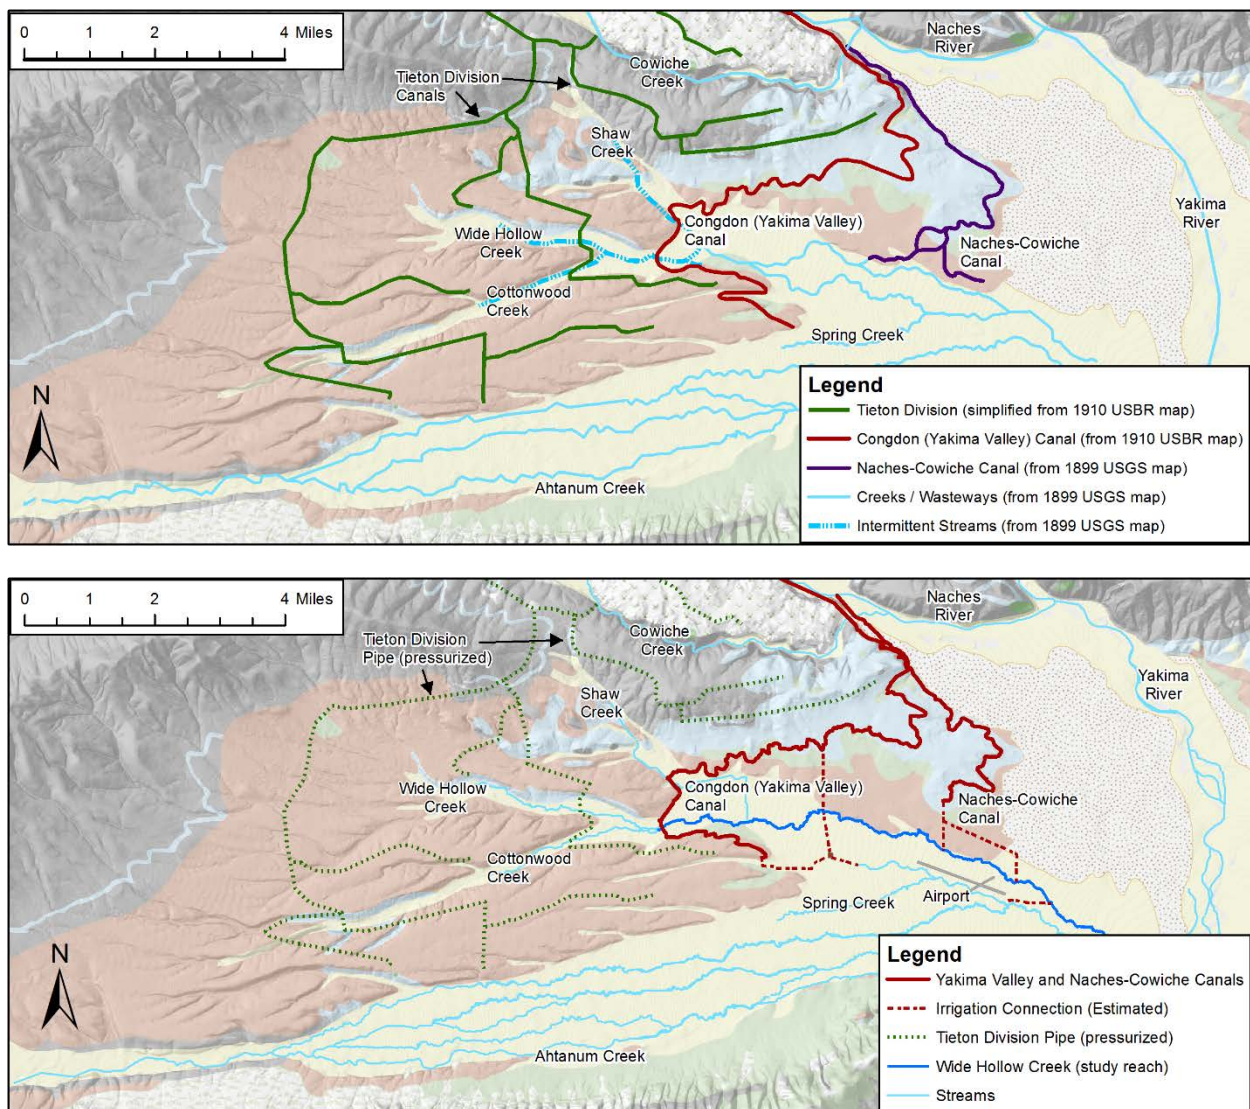 0 1 2 4 Miles
Naches
River
Cowiche
Creek
Tieton Division
Canals
Shaw
Creek
Yakima
River
Congdon (Yakima Valley)
Canal
Wide Hollow
Creek
Naches-Cowiche
Canal
Cottonwood
Creek
Spring Creek
N
Ahtanum Creek
Legend
Tieton Division (simplified from 1910 USBR map)
Congdon (Yakima Valley) Canal (from 1910 USBR map)
Naches-Cowiche Canal (from 1899 USGS map)
Creeks / Wasteways (from 1899 USGS map)
Intermittent Streams (from 1899 USGS map)
0 1 2 4 Miles
Naches
River
Cowiche
Creek
Tieton Division
Pipe (pressurized)
Yakima
River
Shaw
Creek
Congdon (Yakima Valley)
Canal
Wide Hollow
Creek
Naches-Cowiche
Canal
Cottonwood
Creek
Airport
Spring Creek
N
Ahtanum Creek
Legend
Yakima Valley and Naches-Cowiche Canals
Irrigation Connection (Estimated)
Tieton Division Pipe (pressurized)
Wide Hollow Creek (study reach)
Streams